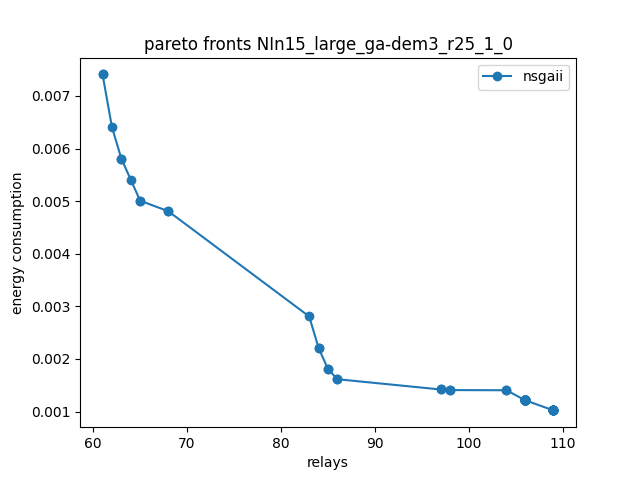 pareto fronts NIn15_large_ga-dem3_r25_1_0
nsgaii
energy consumption
0.007
0.006
0.005
0.004
0.003
0.002
0.001
60 70 80 90 100 110
relays